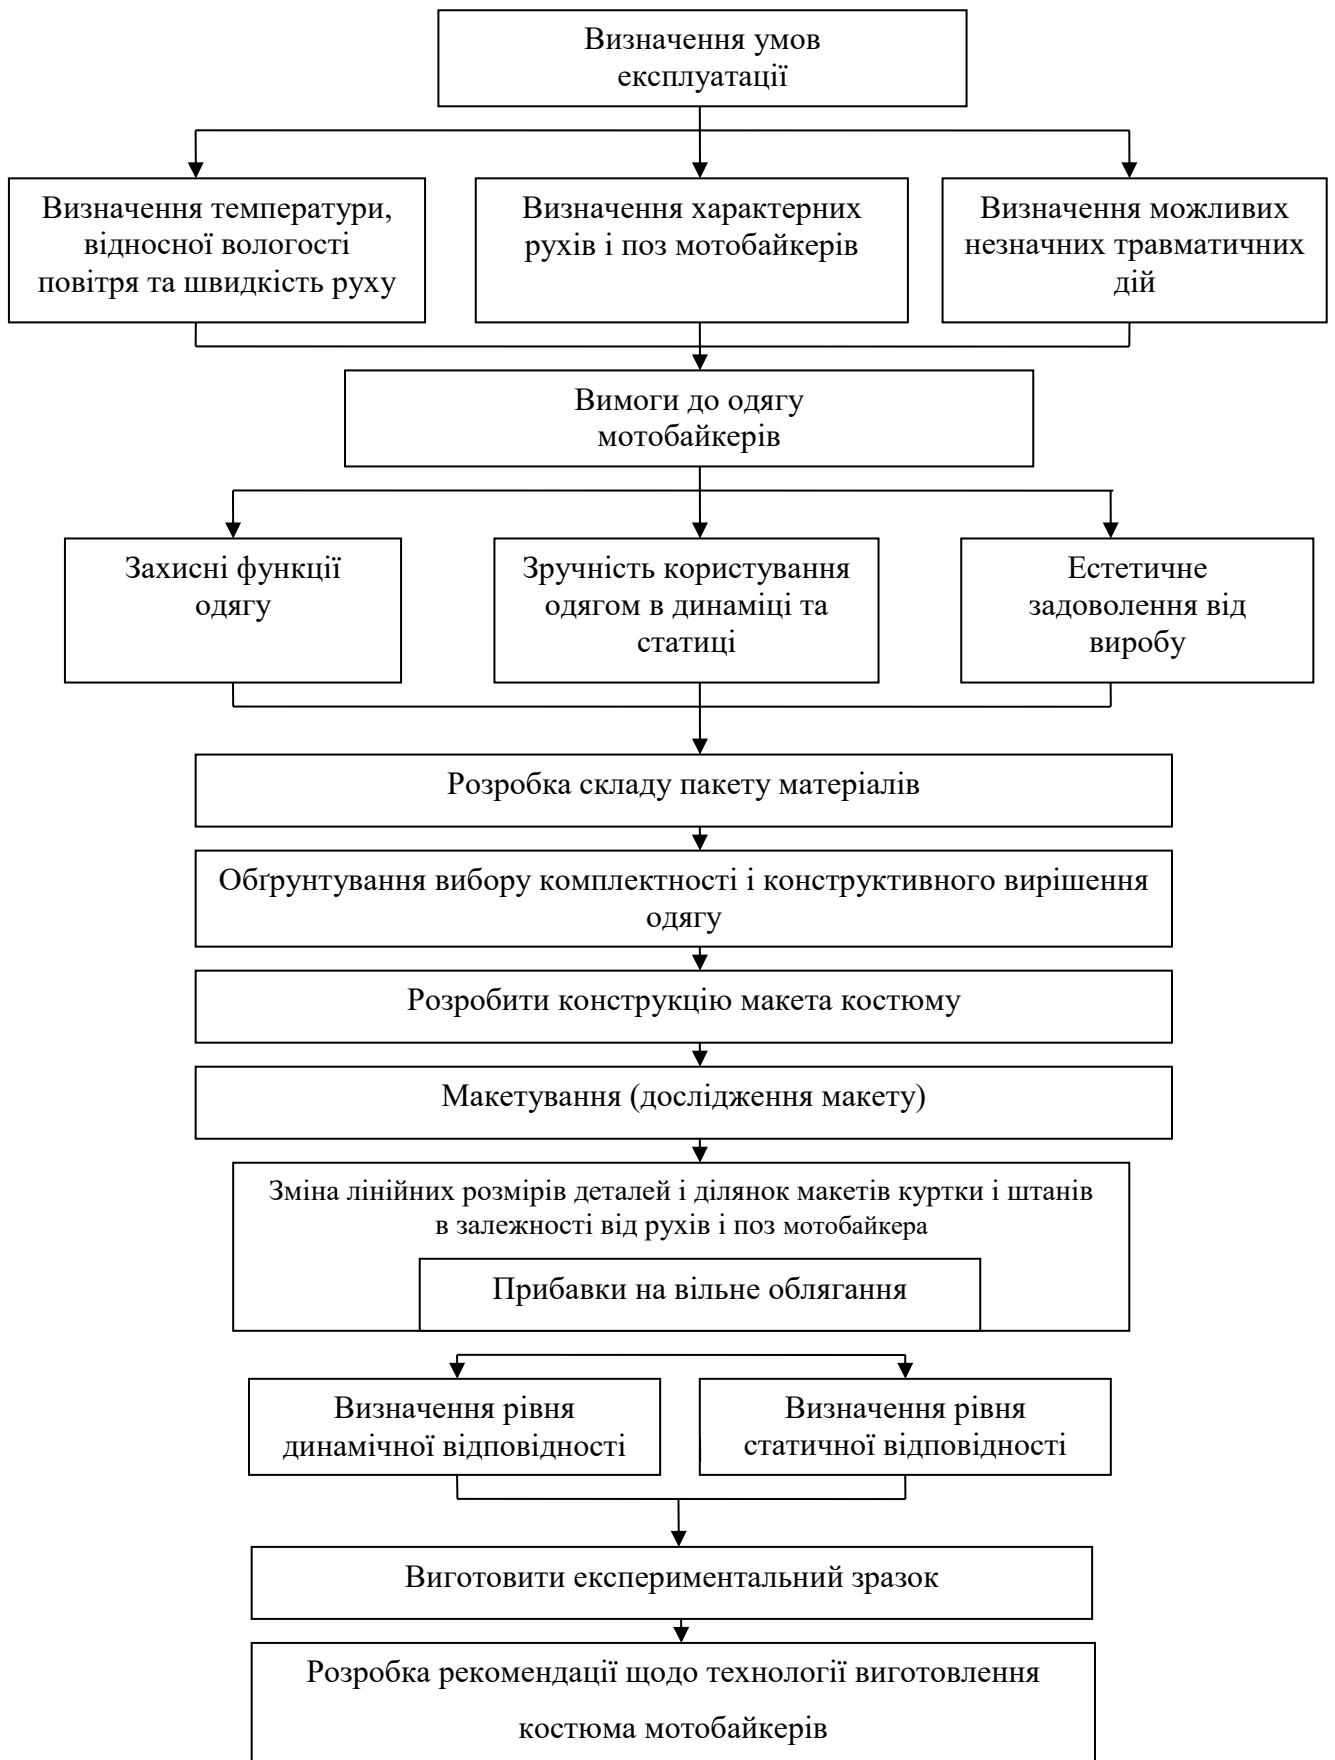 Визначення умов
експлуатації
Визначення температури,
відносної вологості
повітря та швидкість руху
Визначення характерних
рухів і поз мотобайкерів
Визначення можливих
незначних травматичних
дій
Вимоги до одягу
мотобайкерів
Захисні функції
одягу
Зручність користування
одягом в динаміці та
статиці
Естетичне
задоволення від
виробу
Розробка складу пакету матеріалів
Обґрунтування вибору комплектності і конструктивного вирішення
одягу
Розробити конструкцію макета костюму
Макетування (дослідження макету)
Зміна лінійних розмірів деталей і ділянок макетів куртки і штанів
в залежності від рухів і поз мотобайкера
Прибавки на вільне облягання
Визначення рівня
динамічної відповідності
Визначення рівня
статичної відповідності
Виготовити експериментальний зразок
Розробка рекомендації щодо технології виготовлення
костюма мотобайкерів